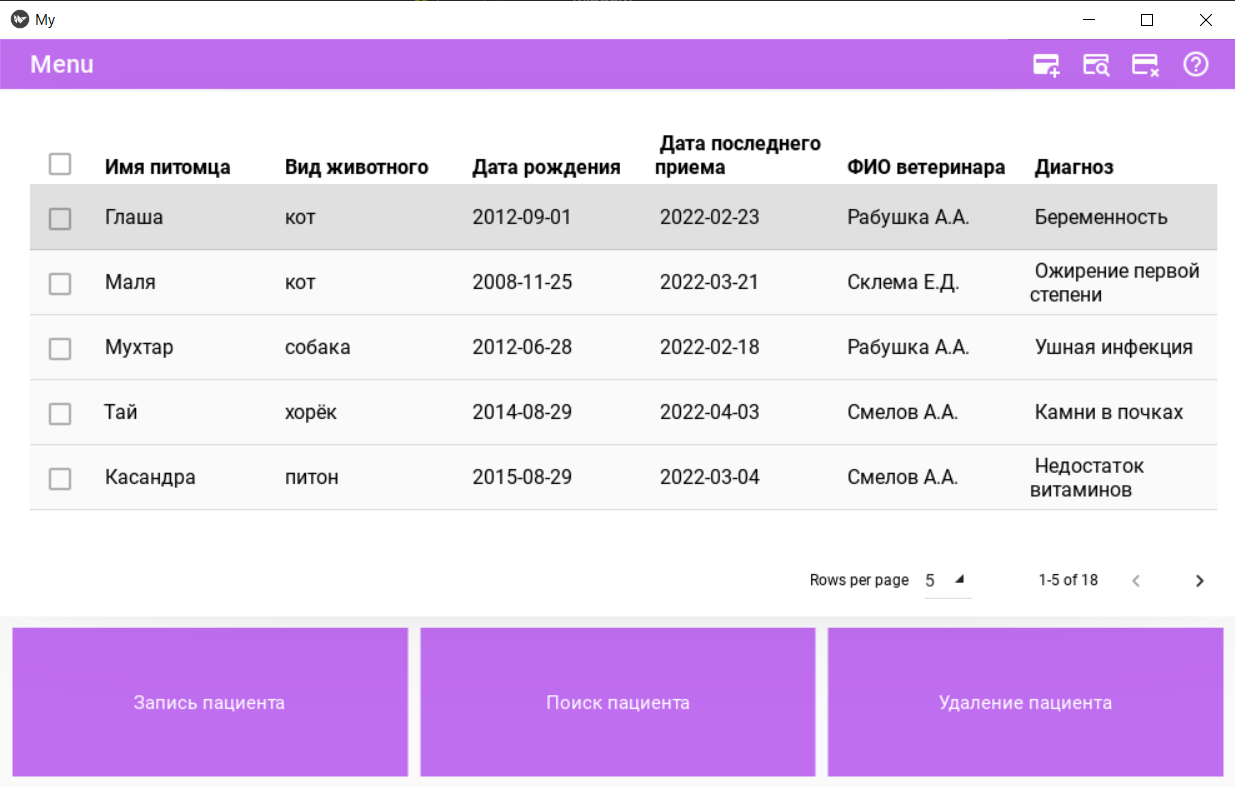 My
Menu
Имя питомца Вид животного Дата рождения Дата последнего приема ФИО ветеринара Диагноз
Глаша кот 2012-09-01 2022-02-23 Рабушка А.А. Беременность
Маля кот 2008-11-25 2022-03-21 Склема Е.Д. Ожирение первой степени
Мухтар собака 2012-06-28 2022-02-18 Рабушка А.А. Ушная инфекция
Тай хорёк 2014-08-29 2022-04-03 Смелов А.А. Камни в почках
Касандра питон 2015-08-29 2022-03-04 Смелов А.А. Недостаток витаминов
Rows per page 5 1-5 of 18
Запись пациента Поиск пациента Удаление пациента